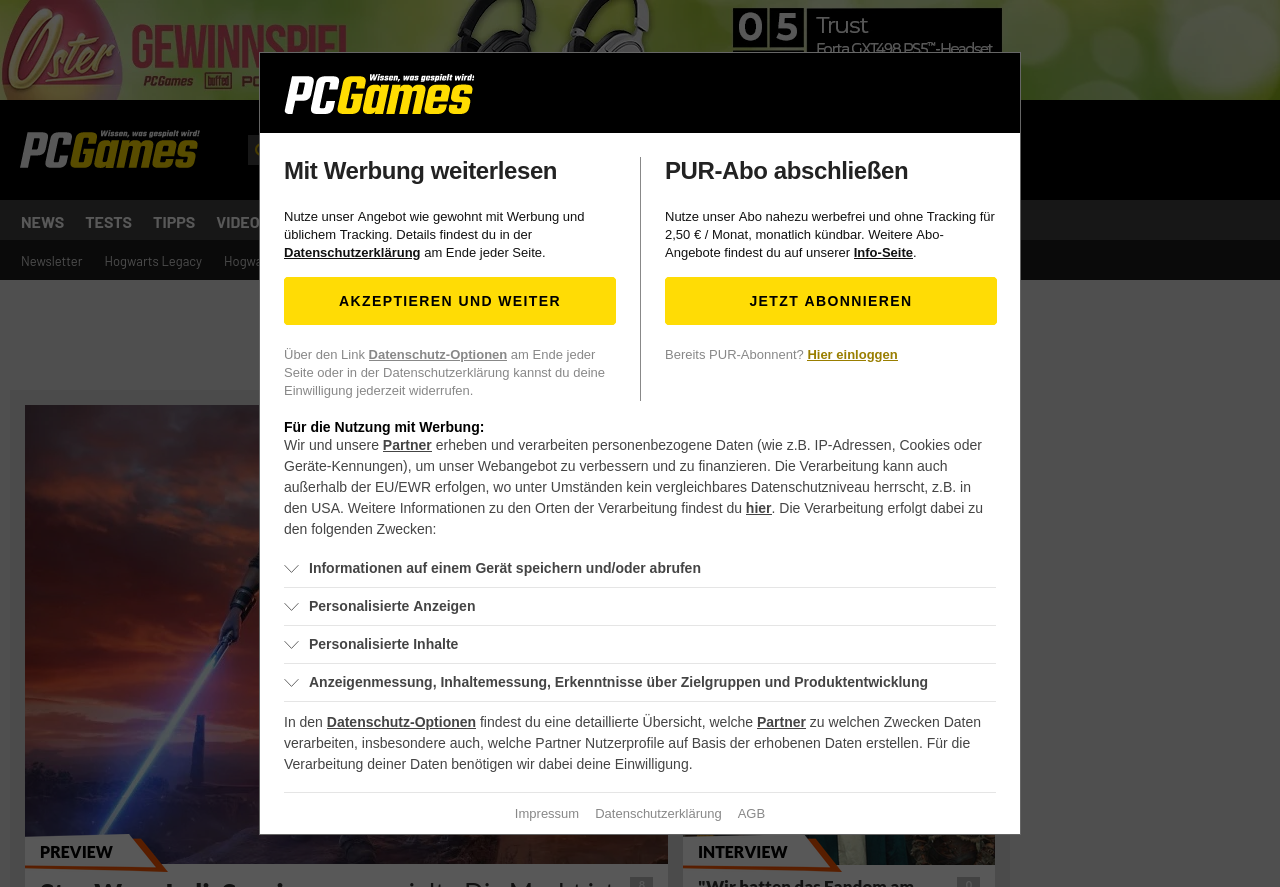 Oster GEWINNSPIEL
PCGames buffed PC
05 Trust
Forta GXT498 PS5™-Headset
Wissen, was gespielt wird!
PCGames
Wissen, was gespielt wird!
PCGames
NEWS TESTS TIPPS VIDEO
Newsletter Hogwarts Legacy Hogwa
Mit Werbung weiterlesen
Nutze unser Angebot wie gewohnt mit Werbung und
üblichem Tracking. Details findest du in der
Datenschutzerklärung am Ende jeder Seite.
AKZEPTIEREN UND WEITER
Über den Link Datenschutz-Optionen am Ende jeder
Seite oder in der Datenschutzerklärung kannst du deine
Einwilligung jederzeit widerrufen.
PUR-Abo abschließen
Nutze unser Abo nahezu werbefrei und ohne Tracking für
2,50 € / Monat, monatlich kündbar. Weitere Abo-
Angebote findest du auf unserer Info-Seite.
JETZT ABONNIEREN
Bereits PUR-Abonnent? Hier einloggen
Für die Nutzung mit Werbung:
Wir und unsere Partner erheben und verarbeiten personenbezogene Daten (wie z.B. IP-Adressen, Cookies oder
Geräte-Kennungen), um unser Webangebot zu verbessern und zu finanzieren. Die Verarbeitung kann auch
außerhalb der EU/EWR erfolgen, wo unter Umständen kein vergleichbares Datenschutzniveau herrscht, z.B. in
den USA. Weitere Informationen zu den Orten der Verarbeitung findest du hier. Die Verarbeitung erfolgt dabei zu
den folgenden Zwecken:
Informationen auf einem Gerät speichern und/oder abrufen
Personalisierte Anzeigen
Personalisierte Inhalte
Anzeigenmessung, Inhaltemessung, Erkenntnisse über Zielgruppen und Produktentwicklung
In den Datenschutz-Optionen findest du eine detaillierte Übersicht, welche Partner zu welchen Zwecken Daten
verarbeiten, insbesondere auch, welche Partner Nutzerprofile auf Basis der erhobenen Daten erstellen. Für die
Verarbeitung deiner Daten benötigen wir dabei deine Einwilligung.
Impressum Datenschutzerklärung AGB
PREVIEW
INTERVIEW
"Wir hatten das Fandom am